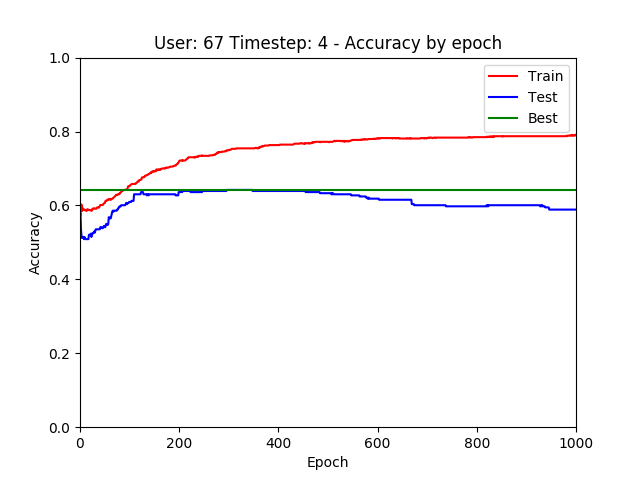 User: 67 Timestep: 4 - Accuracy by epoch
1.0
0.8
0.6
0.4
0.2
0.0
Accuracy
Train
Test
Best
0 200 400 600 800 1000
Epoch